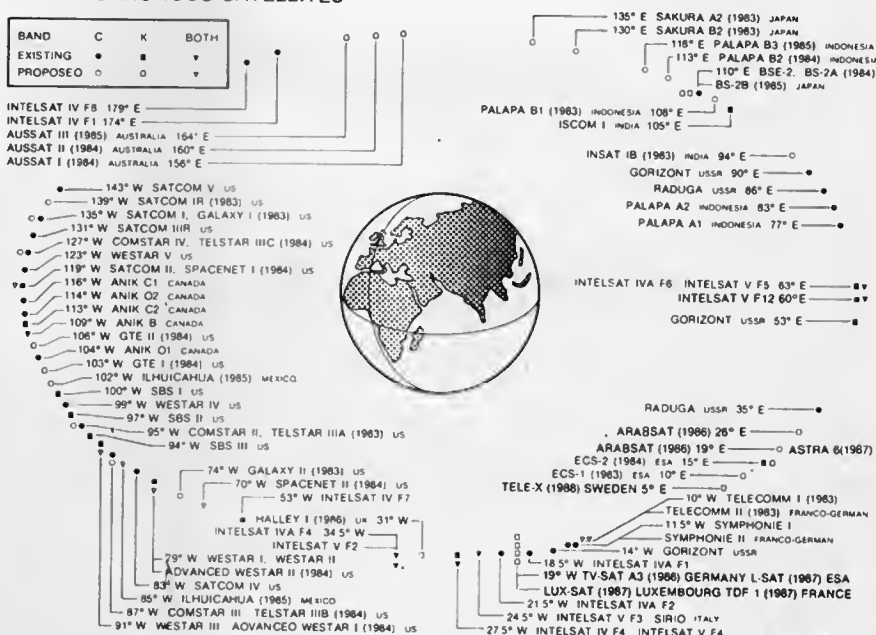 BAND C K BOTH
EXISTING
PROPOSEO
INTELSAT IV F8 179° E
INTELSAT IV F1 174° E
AUSSAT III (1985) AUSTRALIA 164° E
AUSSAT II (1984) AUSTRALIA 160° E
AUSSAT I (1984) AUSTRALIA 156° E
143° W SATCOM V US
139° W SATCOM IR (1983) US
135° W SATCOM I, GALAXY I (1983) US
131° W SATCOM IIIR US
127° W COMSTAR IV, TELSTAR IIIC (1984) US
123° W WESTAR V US
119° W SATCOM II, SPACENET I (1984) US
116° W ANIK C1 CANADA
114° W ANIK O2 CANADA
113° W ANIK C2 CANADA
109° W ANIK B CANADA
106° W GTE II (1984) US
104° W ANIK O1 CANADA
103° W GTE I (1984) US
102° W ILHUICAHUA (1985) MEXICO
100° W SBS I US
99° W WESTAR IV US
97° W SBS II US
95° W COMSTAR II, TELSTAR IIIA (1983) US
94° W SBS III US
74° W GALAXY II (1983) US
70° W SPACENET II (1984) US
53° W INTELSAT IV F7
HALLEY I (1986) UK 31° W
INTELSAT IVA F4 34 5° W
INTELSAT V F2
79° W WESTAR I, WESTAR II
ADVANCED WESTAR II (1984) US
83° W SATCOM IV US
85° W ILHUICAHUA (1985) MEXICO
87° W COMSTAR III TELSTAR IIIB (1984) US
91° W WESTAR III ADVANCEO WESTAR I (1984) US
135° E SAKURA A2 (1983) JAPAN
130° E SAKURA B2 (1983) JAPAN
118° E PALAPA B3 (1985) INDONESIA
113° E PALAPA B2 (1984) INDONESIA
110° E BSE-2, BS-2A (1984)
BS-2B (1985) JAPAN
PALAPA B1 (1983) INDONESIA 108° E
ISCOM I INDIA 105° E
INSAT IB (1983) INDIA 94° E
GORIZONT USSR 90° E
RADUGA USSR 86° E
PALAPA A2 INDONESIA 83° E
PALAPA A1 INDONESIA 77° E
INTELSAT IVA F6 INTELSAT V F5 63° E
INTELSAT V F12 60°E
GORIZONT USSR 53° E
RADUGA USSR 35° E
ARABSAT (1986) 26° E
ARABSAT (1986) 19° E ASTRA 6(1987)
ECS-2 (1984) ESA 15° E
ECS-1 (1983) ESA 10° E
TELE-X (1988) SWEDEN 5° E
10° W TELECOMM I (1983)
TELECOMM II (1983) FRANCO-GERMAN
11 5° W SYMPHONIE I
SYMPHONIE II FRANCO-GERMAN
14° W GORIZONT USSR
18 5° W INTELSAT IVA F1
19° W TV-SAT A3 (1986) GERMANY L-SAT (1987) ESA
LUX-SAT (1987) LUXEMBOURG TDF 1 (1987) FRANCE
21 5° W INTELSAT IVA F2
24 5° W INTELSAT V F3 SIRIO ITALY
27 5° W INTELSAT IV F4 INTELSAT V F4